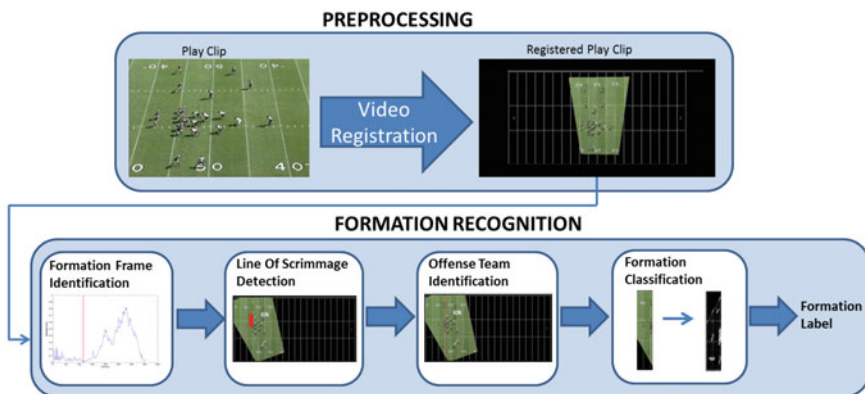 PREPROCESSING
Play Clip
Registered Play Clip
Video
Registration
FORMATION RECOGNITION
Formation Frame
Identification
Line Of Scrimmage
Detection
Offense Team
Identification
Formation
Classification
Formation
Label